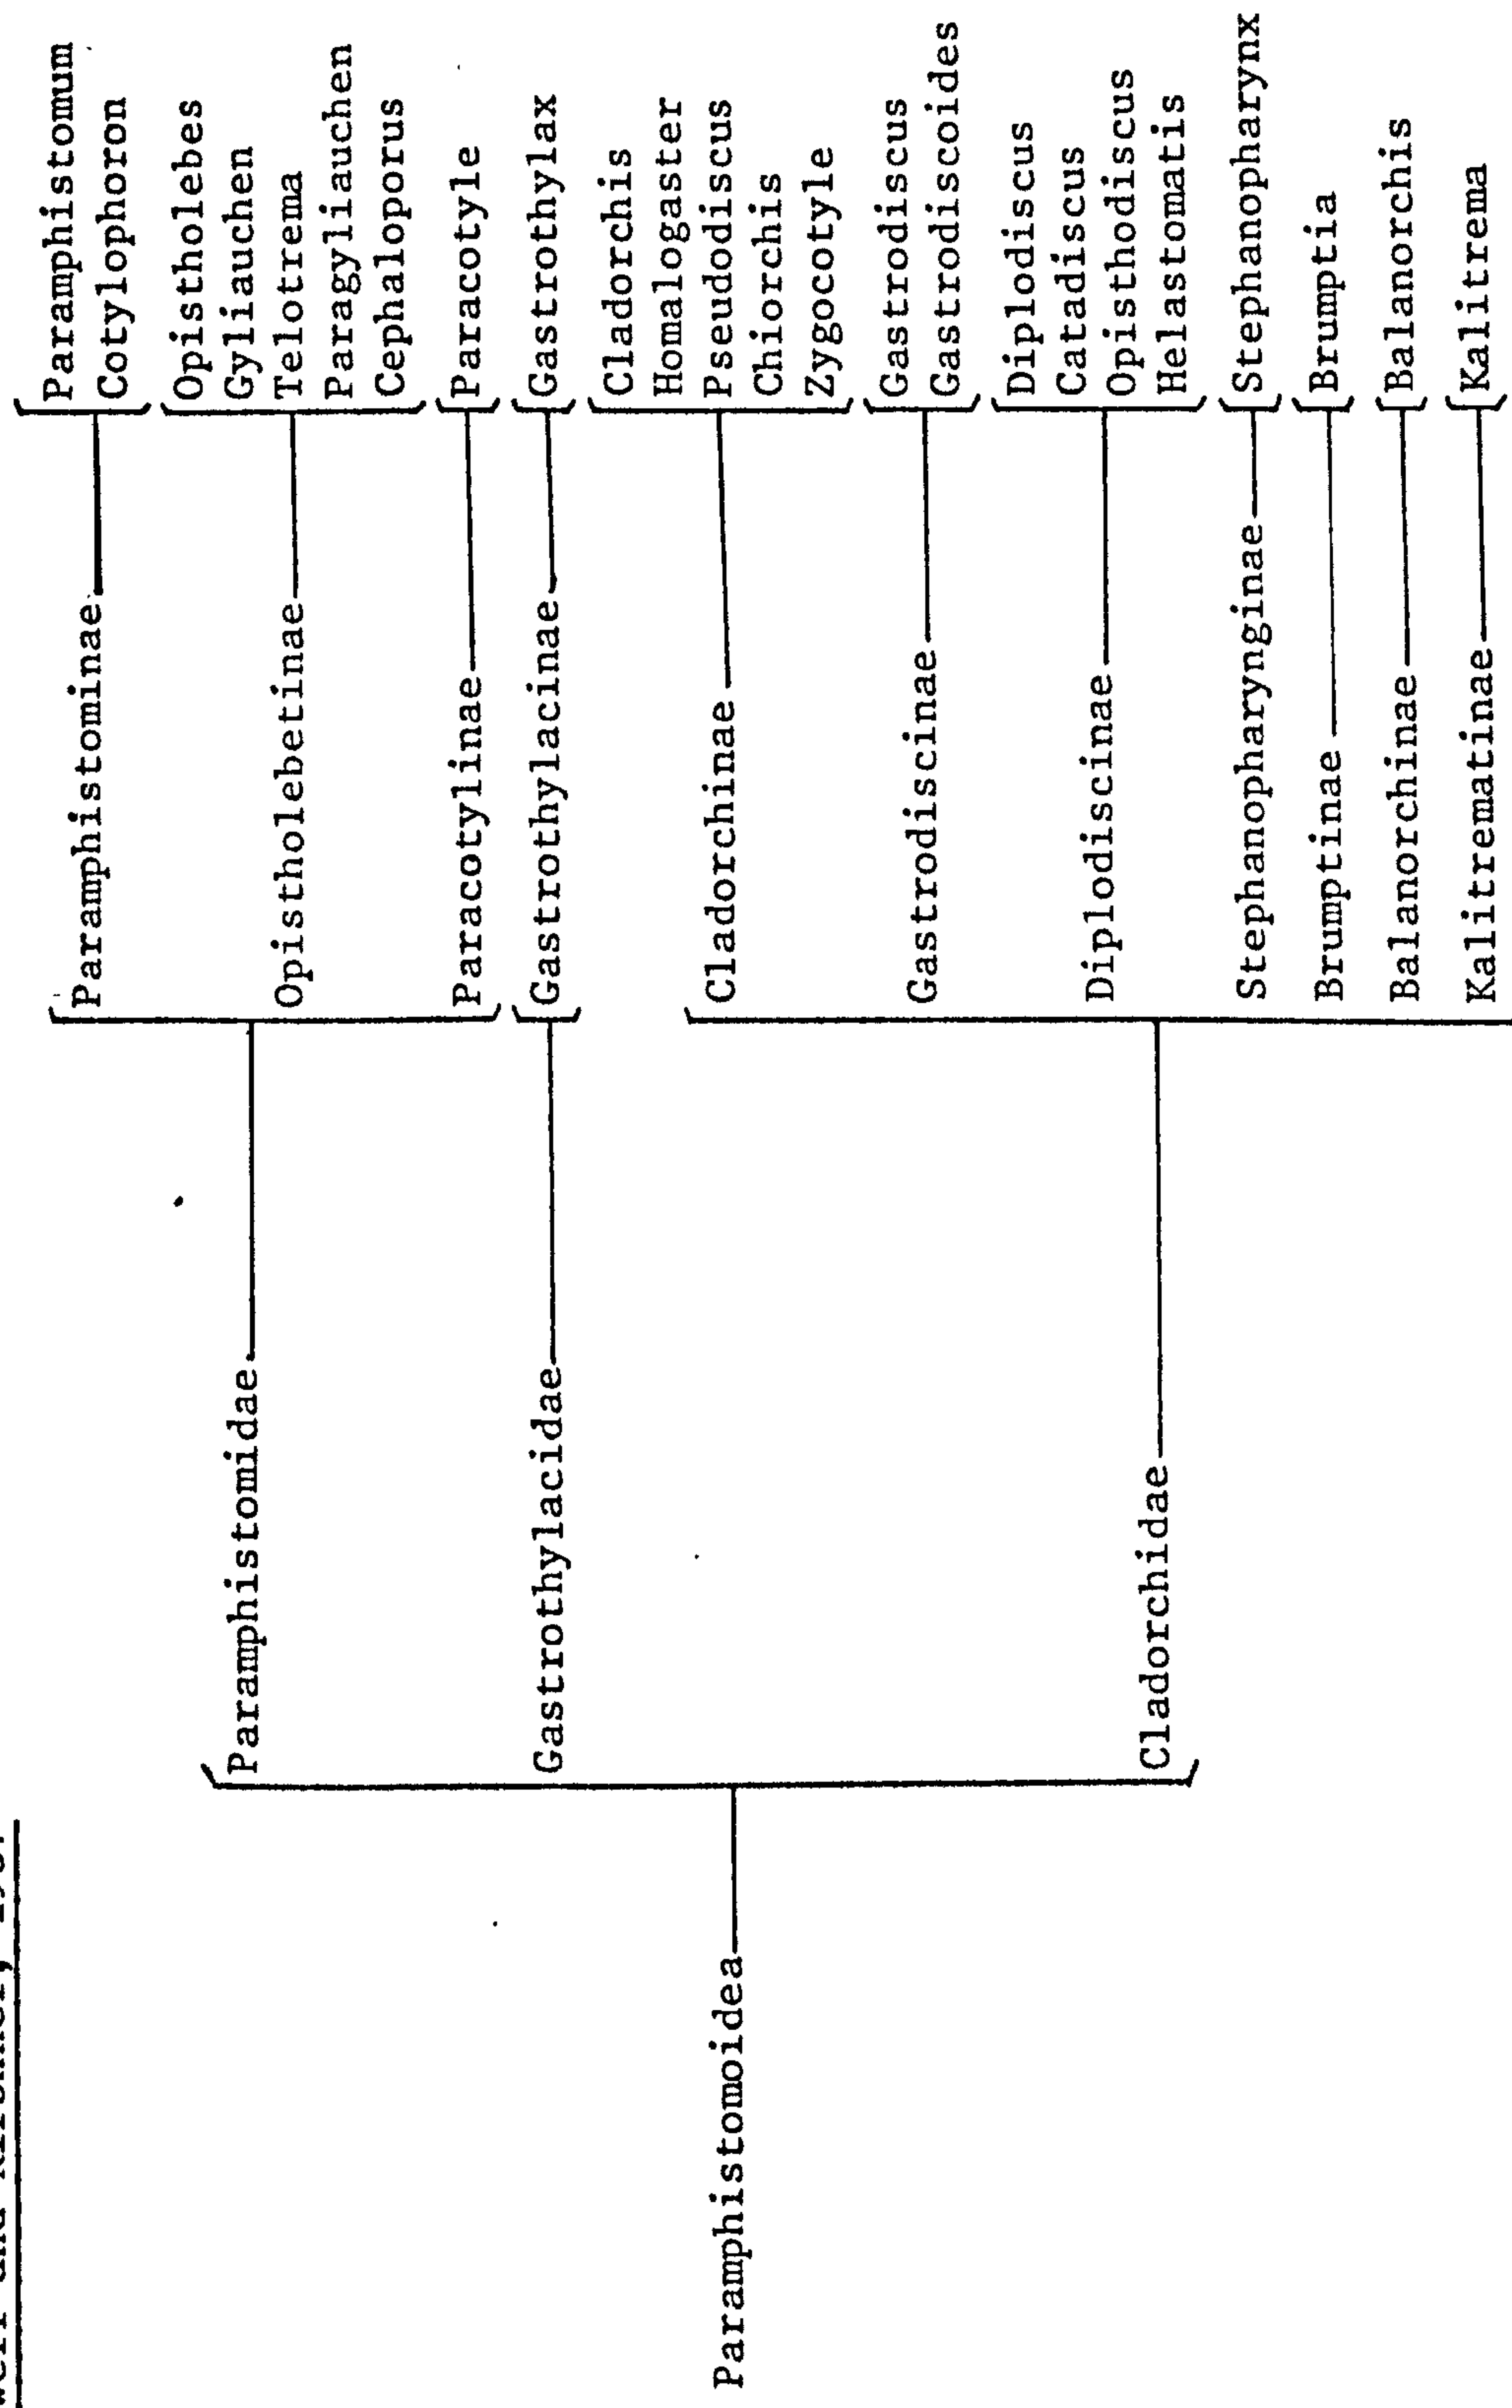 and
Paramphistomoidea
Paramphistomidae
Paramphistominae
Paramphistomum
Cotylophoron
Opistholebetinae
Opistholebes
Gyliauchen
Telotrema
Paragyliauchen
Cephaloporus
Paracotylinae
Paracotyle
Gastrothylacidae
Gastrothylacinae
Gastrothylax
Cladorchidae
Cladorchinae
Cladorchis
Homalogaster
Pseudodiscus
Chiorchis
Zygocotyle
Gastrodiscinae
Gastrodiscus
Gastrodiscoides
Diplodiscinae
Diplodiscus
Catadiscus
Opisthodiscus
Helastomatis
Stephanopharynginae
Stephanopharynx
Brumptinae
Brumptia
Balanorchinae
Balanorchis
Kalitrematinae
Kalitrema